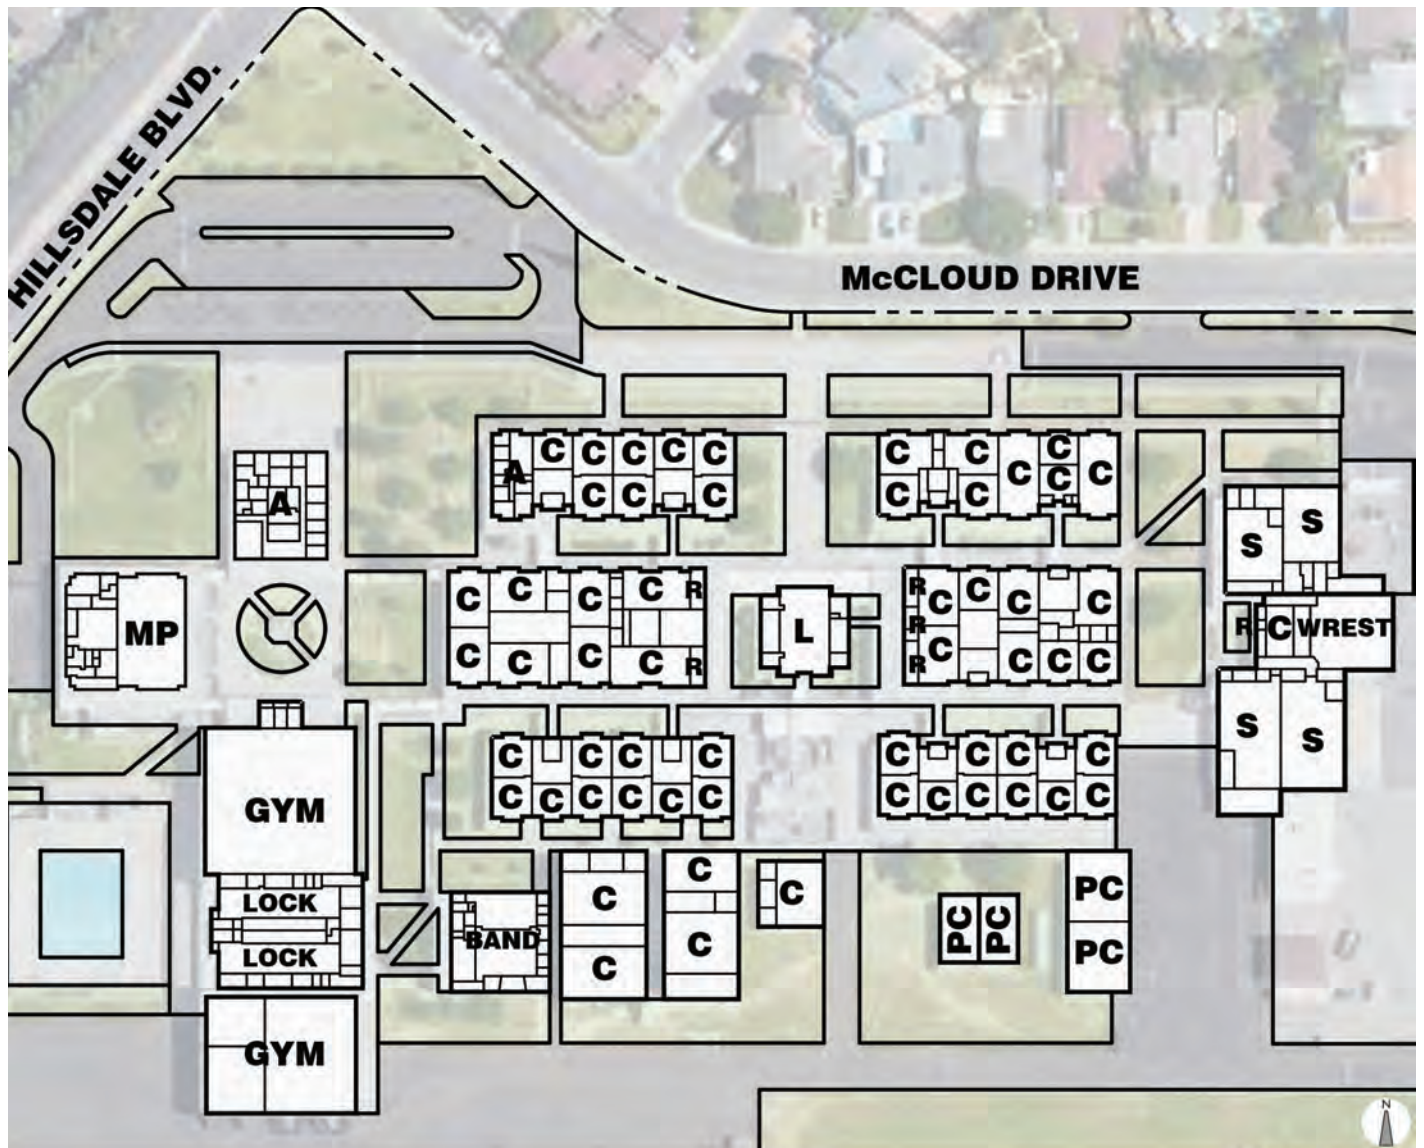 HILLSDALE BLVD.
McCLOUD DRIVE
A C C C C C
C C C
C C C C C
C C
A
S S
C C C C R
C C C C R
MP
L
R C C C
R
R C C C C
R C WREST
S S
GYM
C C C C
C C C C C C
C C C C
C C C C C C
LOCK
LOCK
BAND
C C
C C
C
PC PC
PC
PC
GYM
N